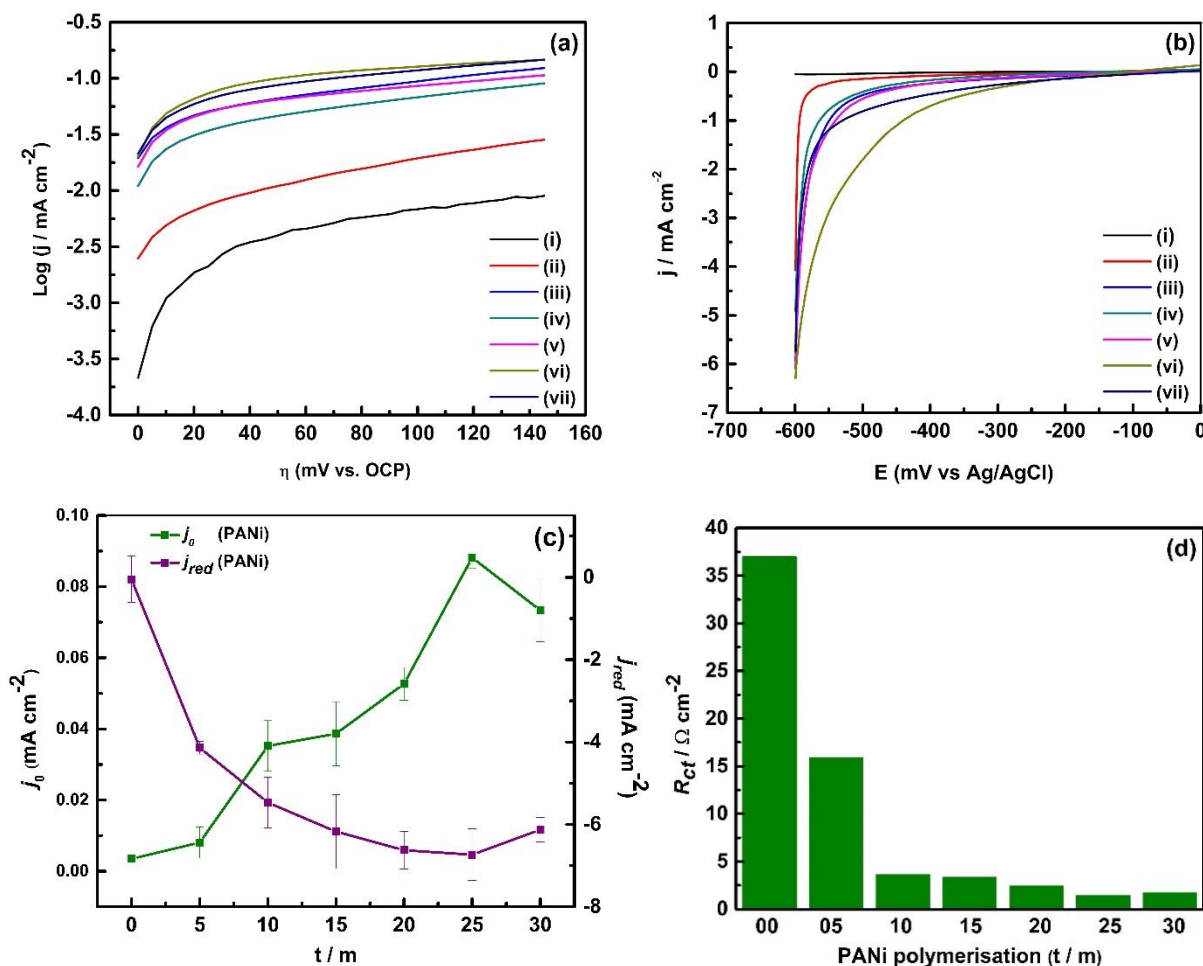 (a)
-0.5
-1.0
-1.5
-2.0
-2.5
-3.0
-3.5
-4.0
Log (j / mA cm-2)
(i)
(ii)
(iii)
(iv)
(v)
(vi)
(vii)
0 20 40 60 80 100 120 140 160
η (mV vs. OCP)
(b)
1
0
-1
-2
-3
-4
-5
-6
-7
j / mA cm-2
(i)
(ii)
(iii)
(iv)
(v)
(vi)
(vii)
-700 -600 -500 -400 -300 -200 -100 0
E (mV vs Ag/AgCl)
(c)
j0 (PANi)
jred (PANi)
0.10
0.08
0.06
0.04
0.02
0.00
j0 (mA cm-2)
0
-2
-4
-6
-8
jred (mA cm-2)
0 5 10 15 20 25 30
t / m
(d)
40
35
30
25
20
15
10
5
0
Rct / Ω cm-2
00 05 10 15 20 25 30
PANi polymerisation (t / m)